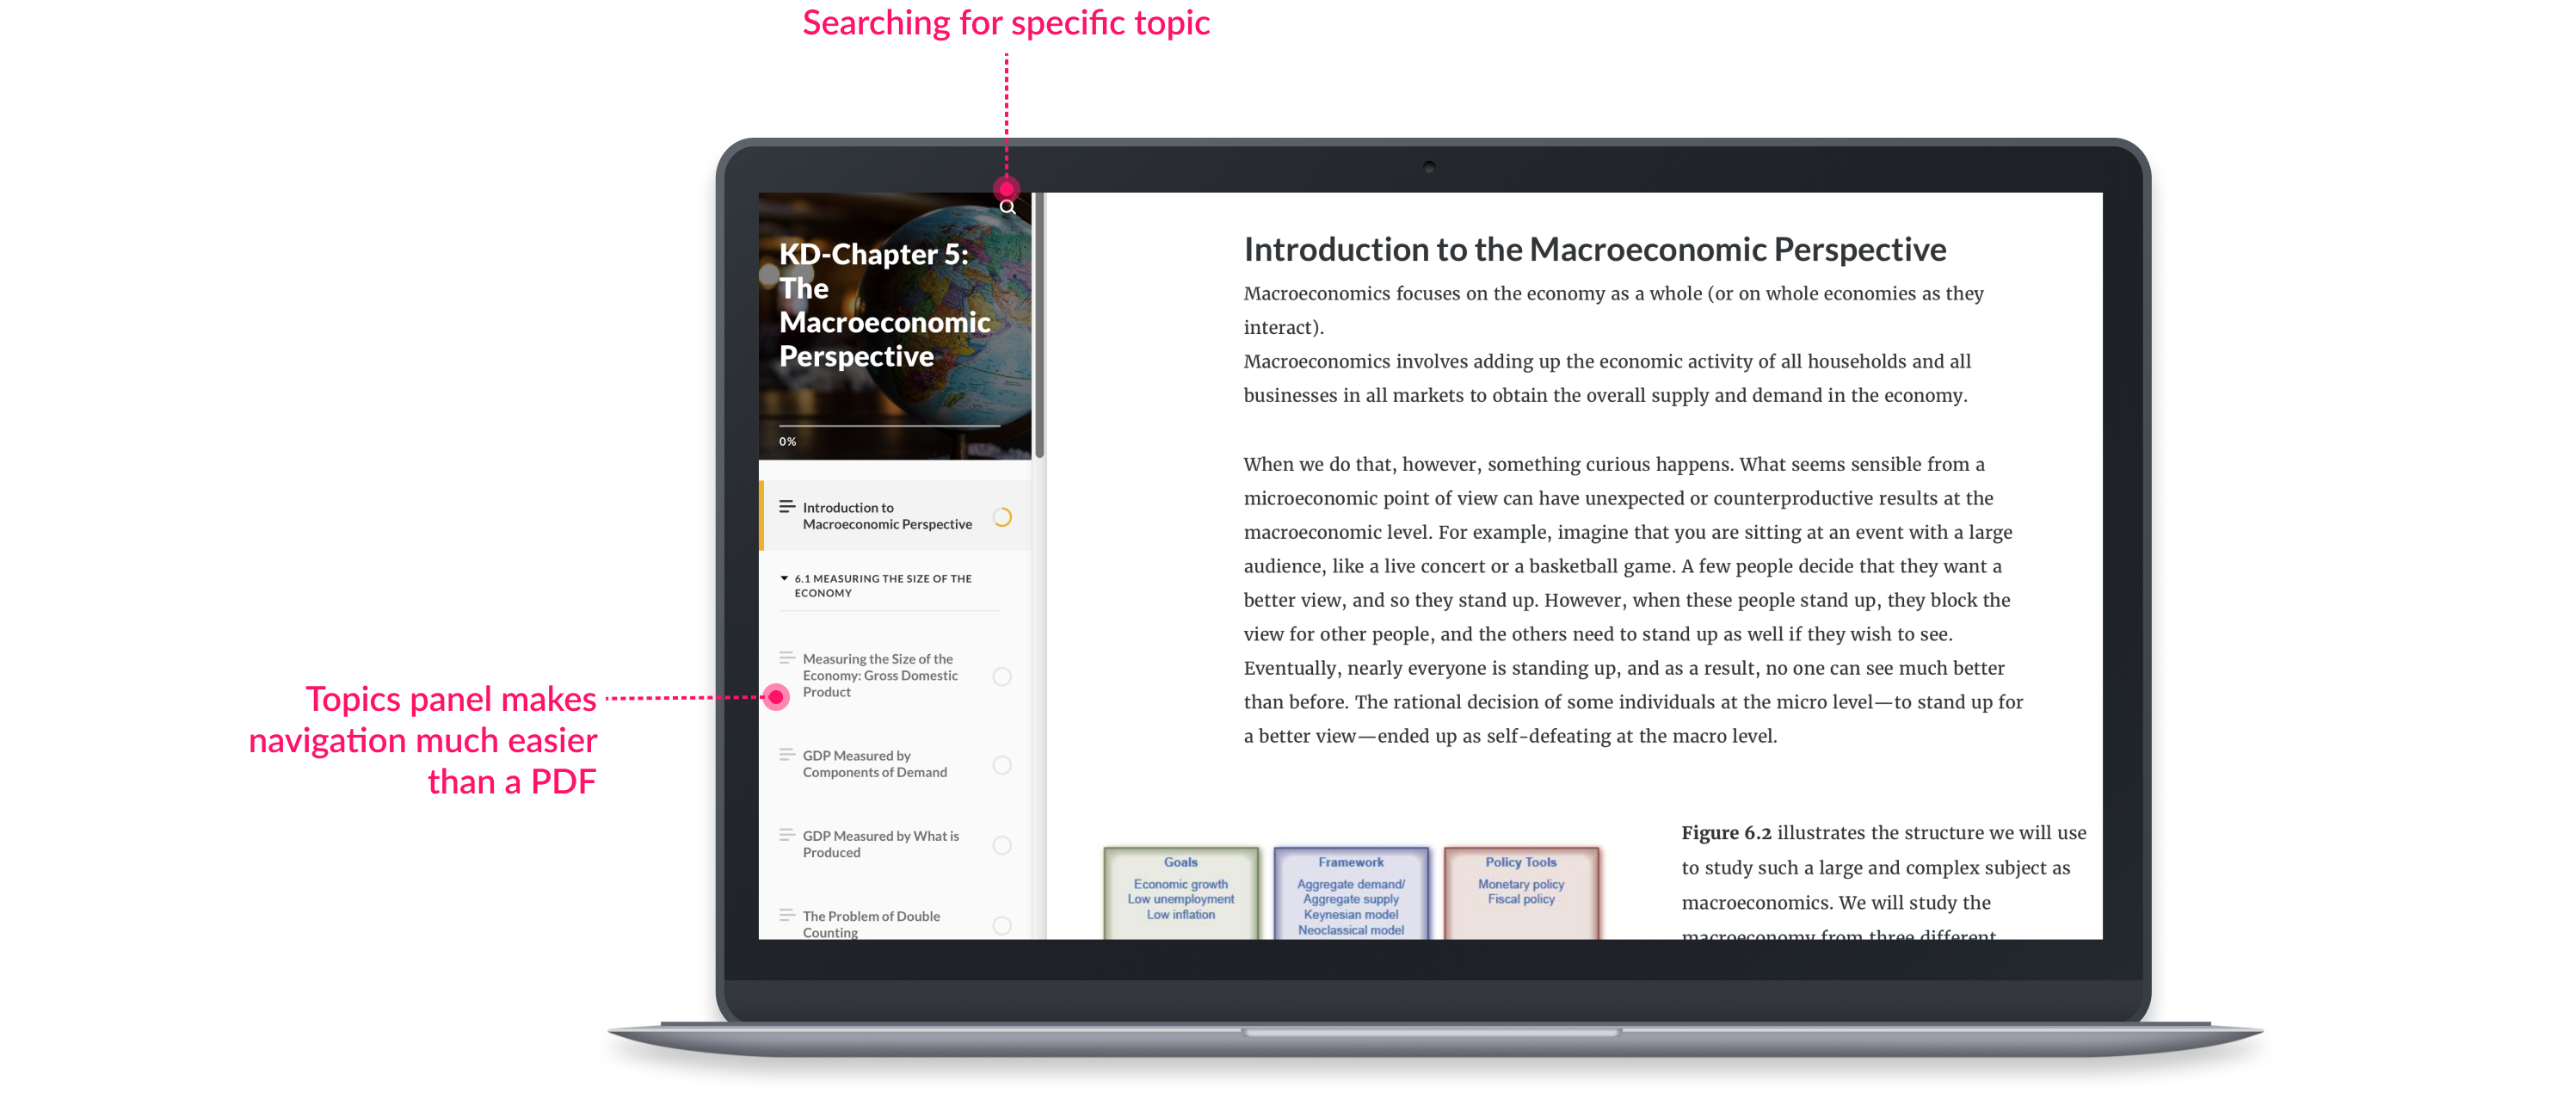 Searching for specific topic
KD-Chapter 5:
The
Macroeconomic
Perspective
0%
Introduction to
Macroeconomic Perspective
6.1 MEASURING THE SIZE OF THE
ECONOMY
Measuring the Size of the
Economy: Gross Domestic
Product
GDP Measured by
Components of Demand
GDP Measured by What is
Produced
The Problem of Double
Counting
Topics panel makes
navigation much easier
than a PDF
Introduction to the Macroeconomic Perspective
Macroeconomics focuses on the economy as a whole (or on whole economies as they
interact).
Macroeconomics involves adding up the economic activity of all households and all
businesses in all markets to obtain the overall supply and demand in the economy.
When we do that, however, something curious happens. What seems sensible from a
microeconomic point of view can have unexpected or counterproductive results at the
macroeconomic level. For example, imagine that you are sitting at an event with a large
audience, like a live concert or a basketball game. A few people decide that they want a
better view, and so they stand up. However, when these people stand up, they block the
view for other people, and the others need to stand up as well if they wish to see.
Eventually, nearly everyone is standing up, and as a result, no one can see much better
than before. The rational decision of some individuals at the micro level—to stand up for
a better view—ended up as self-defeating at the macro level.
Goals
Economic growth
Low unemployment
Low inflation
Framework
Aggregate demand/
Aggregate supply
Keynesian model
Neoclassical model
Policy Tools
Monetary policy
Fiscal policy
Figure 6.2 illustrates the structure we will use
to study such a large and complex subject as
macroeconomics. We will study the
macroeconomy from three different